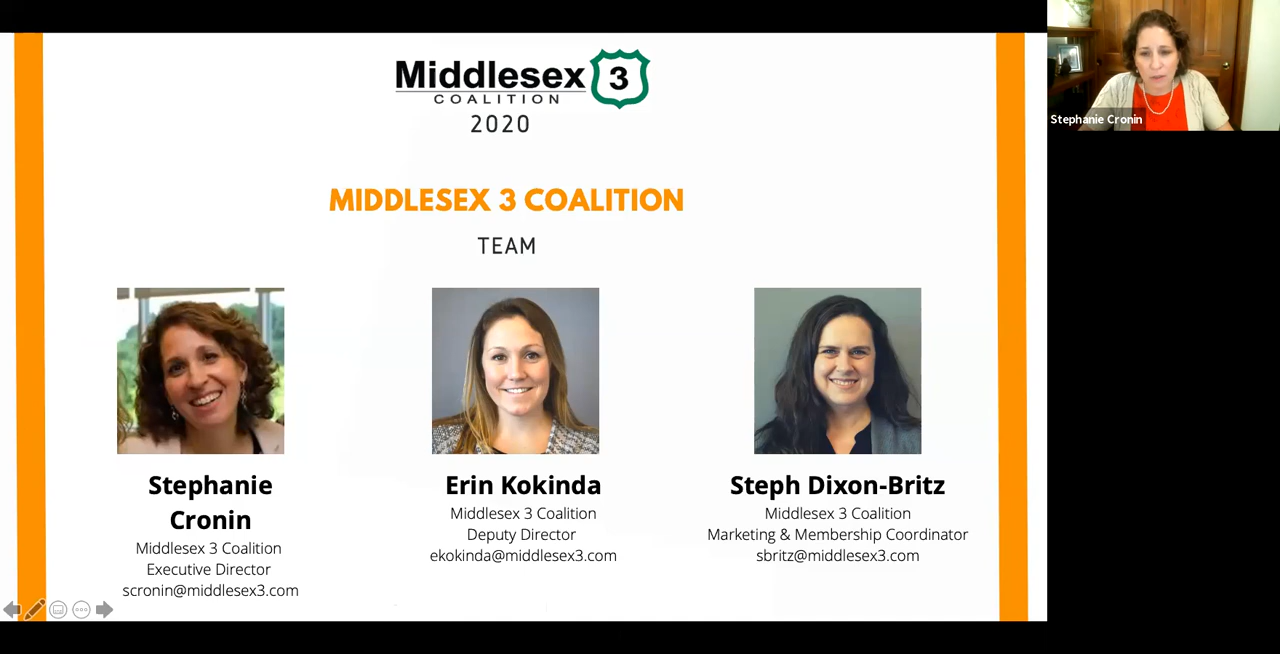 Middlesex 3
COALITION
2020
MIDDLESEX 3 COALITION
TEAM
Stephanie
Cronin
Middlesex 3 Coalition
Executive Director
scronin@middlesex3.com
Erin Kokinda
Middlesex 3 Coalition
Deputy Director
ekokinda@middlesex3.com
Steph Dixon-Britz
Middlesex 3 Coalition
Marketing & Membership Coordinator
sbritz@middlesex3.com
Stephanie Cronin